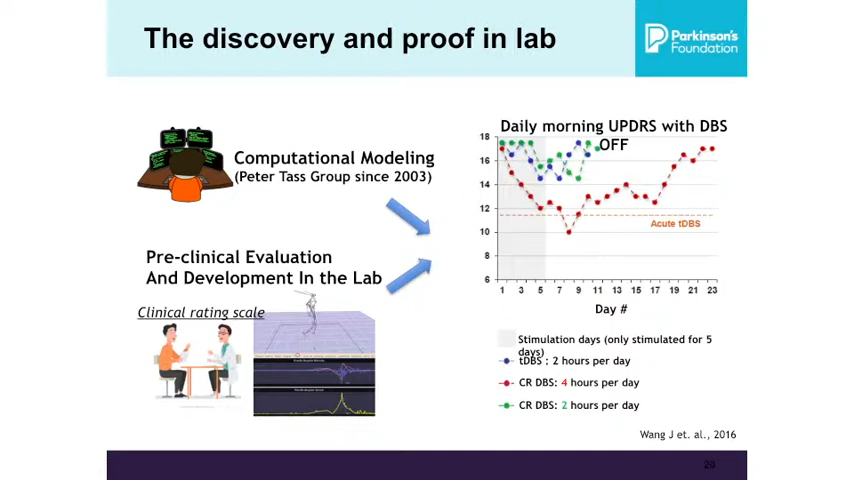 The discovery and proof in lab
Parkinson's
Foundation
Computational Modeling
(Peter Tass Group since 2003)
Pre-clinical Evaluation
And Development In the Lab
Clinical rating scale
Daily morning UPDRS with DBS
OFF
18
16
14
12
10
8
6
Acute tDBS
1 3 5 7 9 11 13 15 17 19 21 23
Day #
Stimulation days (only stimulated for 5
days)
tDBS : 2 hours per day
CR DBS: 4 hours per day
CR DBS: 2 hours per day
Wang J et. al., 2016
20